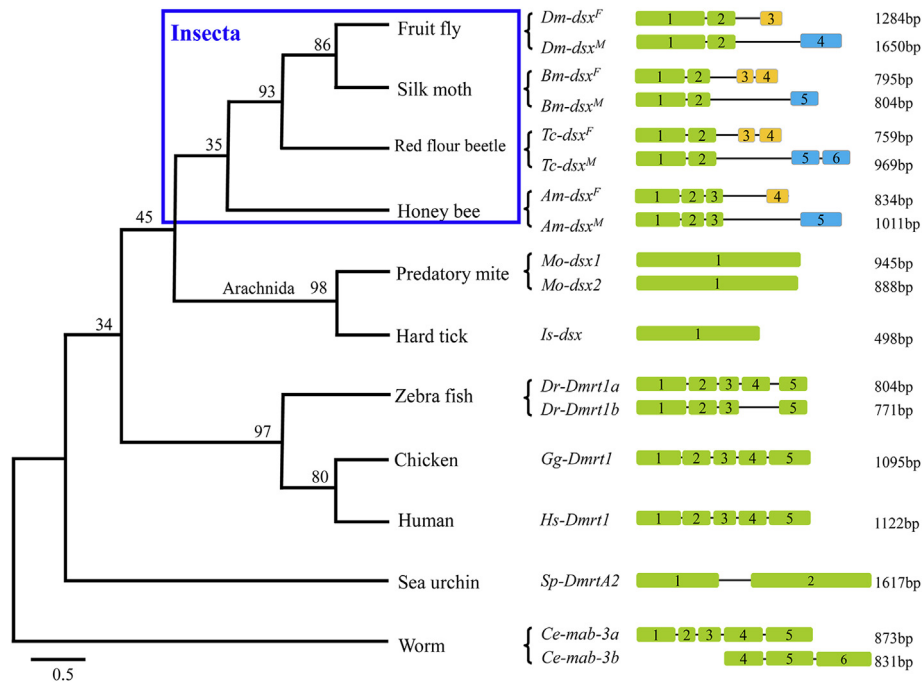 Insecta
86 Fruit fly Dm-dsxF 1 2 3 1284bp
Dm-dsxM 1 2 4 1650bp
93 Silk moth Bm-dsxF 1 2 3 4 795bp
Bm-dsxM 1 2 5 804bp
35 Red flour beetle Tc-dsxF 1 2 3 4 759bp
Tc-dsxM 1 2 5 6 969bp
45 Honey bee Am-dsxF 1 2 3 4 834bp
Am-dsxM 1 2 3 5 1011bp
Arachnida 98 Predatory mite Mo-dsx1 1 945bp
Mo-dsx2 1 888bp
34 Hard tick Is-dsx 1 498bp
Zebra fish Dr-Dmrt1a 1 2 3 4 5 804bp
Dr-Dmrt1b 1 2 3 5 771bp
97 Chicken Gg-Dmrt1 1 2 3 4 5 1095bp
80 Human Hs-Dmrt1 1 2 3 4 5 1122bp
Sea urchin Sp-DmrtA2 1 2 1617bp
Worm Ce-mab-3a 1 2 3 4 5 873bp
Ce-mab-3b 4 5 6 831bp
0.5